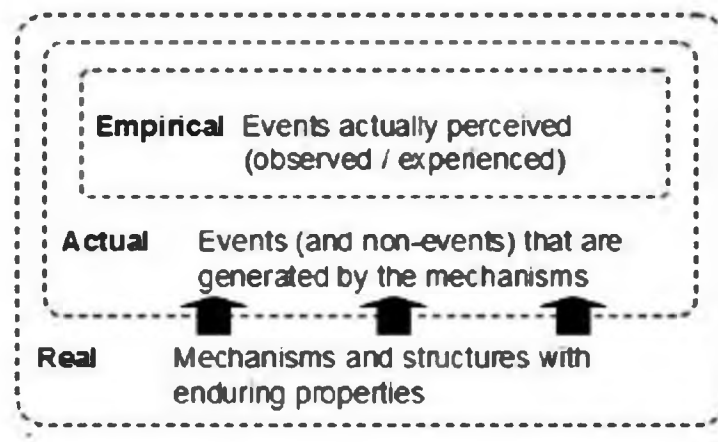 Empirical Events actually perceived
(observed / experienced)
Actual Events (and non-events) that are
generated by the mechanisms
Real Mechanisms and structures with
enduring properties